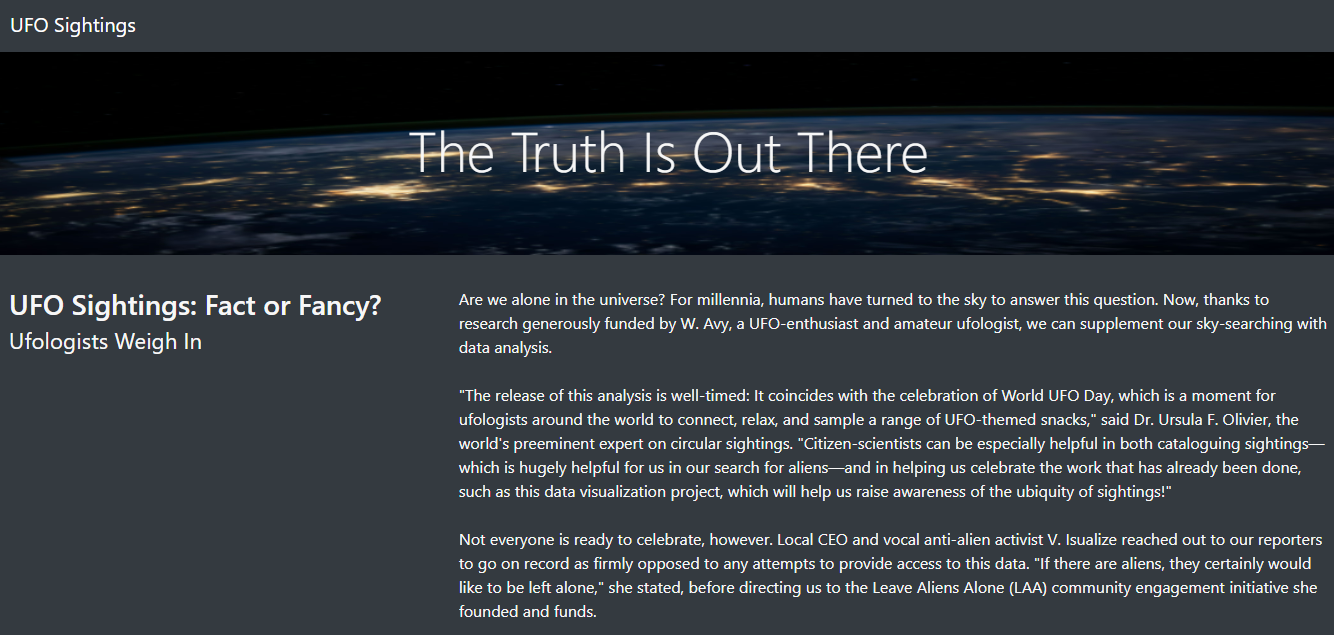 UFO Sightings
The Truth Is Out There
UFO Sightings: Fact or Fancy?
Ufologists Weigh In
Are we alone in the universe? For millennia, humans have turned to the sky to answer this question. Now, thanks to
research generously funded by W. Avy, a UFO-enthusiast and amateur ufologist, we can supplement our sky-searching with
data analysis.
"The release of this analysis is well-timed: It coincides with the celebration of World UFO Day, which is a moment for
ufologists around the world to connect, relax, and sample a range of UFO-themed snacks," said Dr. Ursula F. Olivier, the
world's preeminent expert on circular sightings. "Citizen-scientists can be especially helpful in both cataloguing sightings—
which is hugely helpful for us in our search for aliens—and in helping us celebrate the work that has already been done,
such as this data visualization project, which will help us raise awareness of the ubiquity of sightings!"
Not everyone is ready to celebrate, however. Local CEO and vocal anti-alien activist V. Isualize reached out to our reporters
to go on record as firmly opposed to any attempts to provide access to this data. "If there are aliens, they certainly would
like to be left alone," she stated, before directing us to the Leave Aliens Alone (LAA) community engagement initiative she
founded and funds.